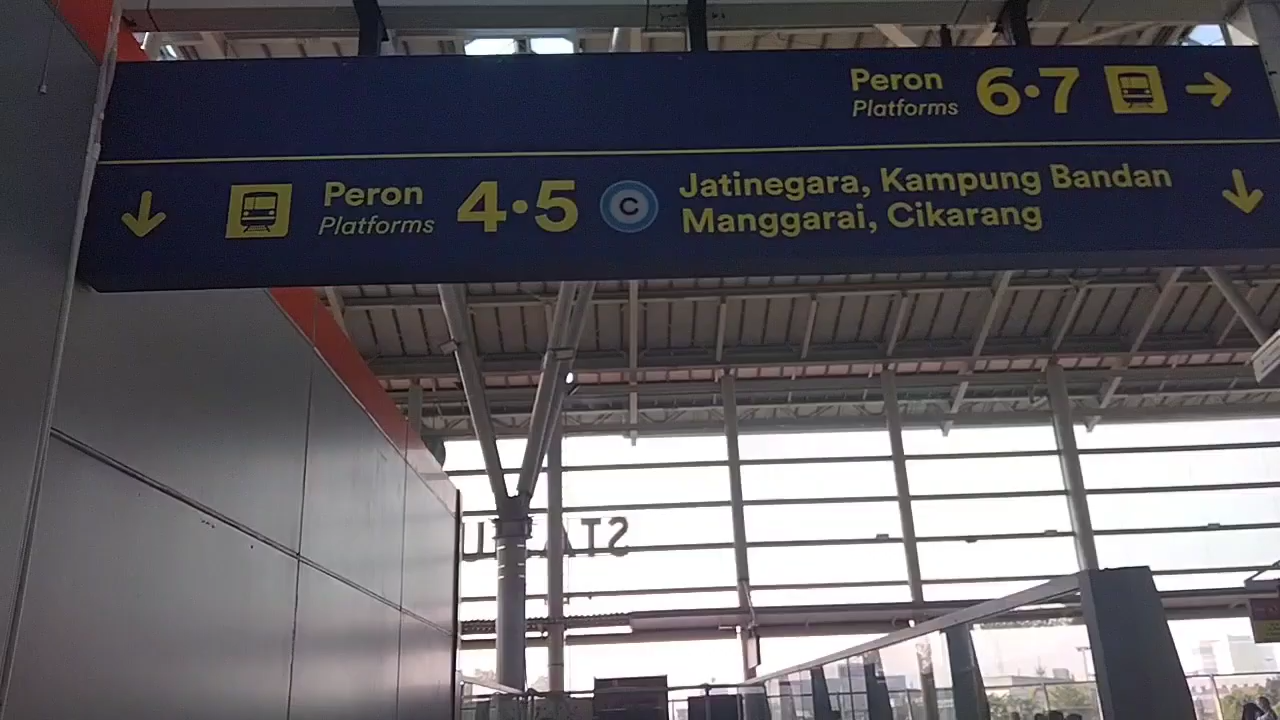 Peron 6•7
Platforms
Peron 4•5 C
Platforms
Jatinegara, Kampung Bandan
Manggarai, Cikarang